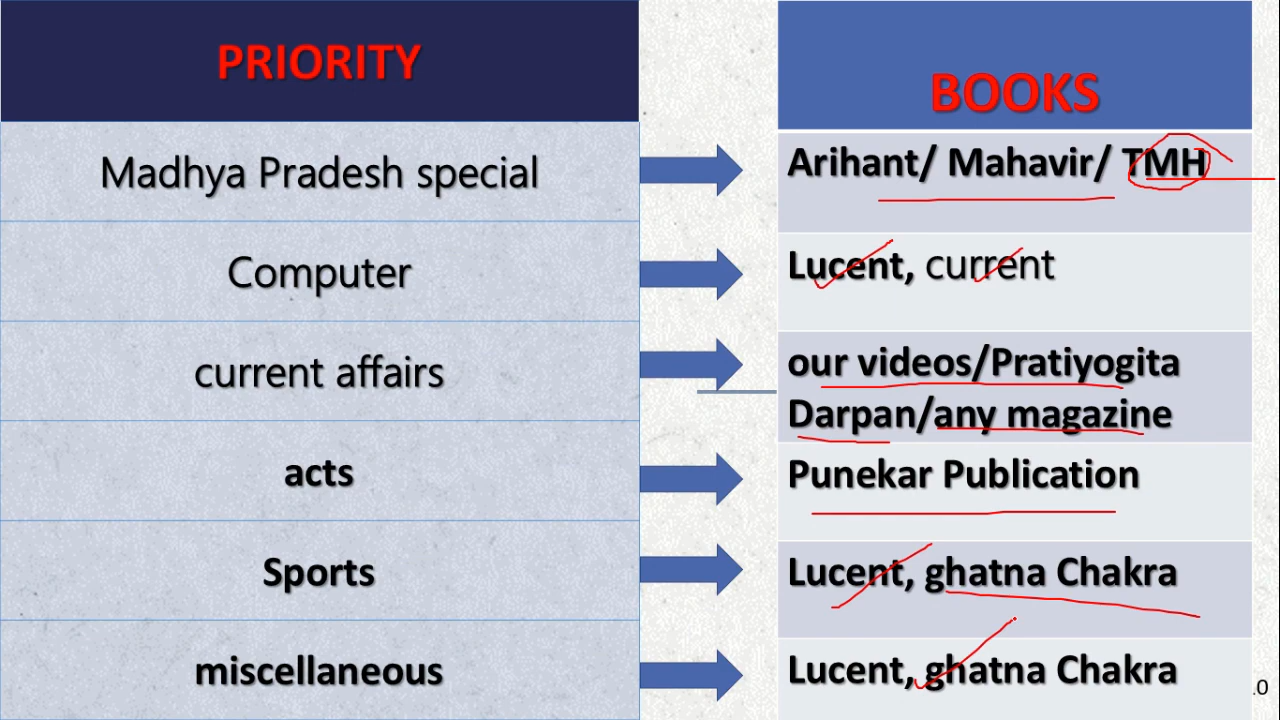 PRIORITY
BOOKS
Madhya Pradesh special
Arihant/ Mahavir/ TMH
Computer
Lucent, current
current affairs
our videos/Pratiyogita
Darpan/any magazine
acts
Punekar Publication
Sports
Lucent, ghatna Chakra
miscellaneous
Lucent, ghatna Chakra
.0